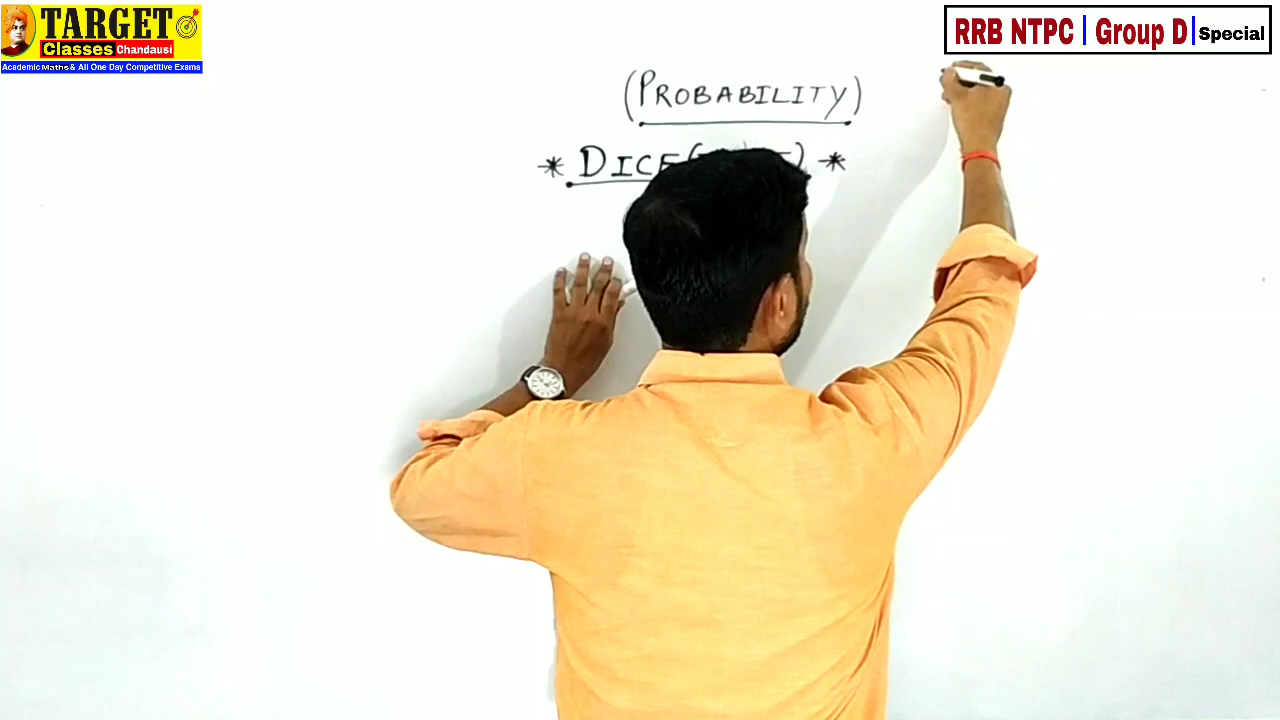 TARGET
Classes Chandausi
Academic Maths & All One Day Competitive Exams
RRB NTPC | Group D | Special
(PROBABILITY)
* DICE( ) *